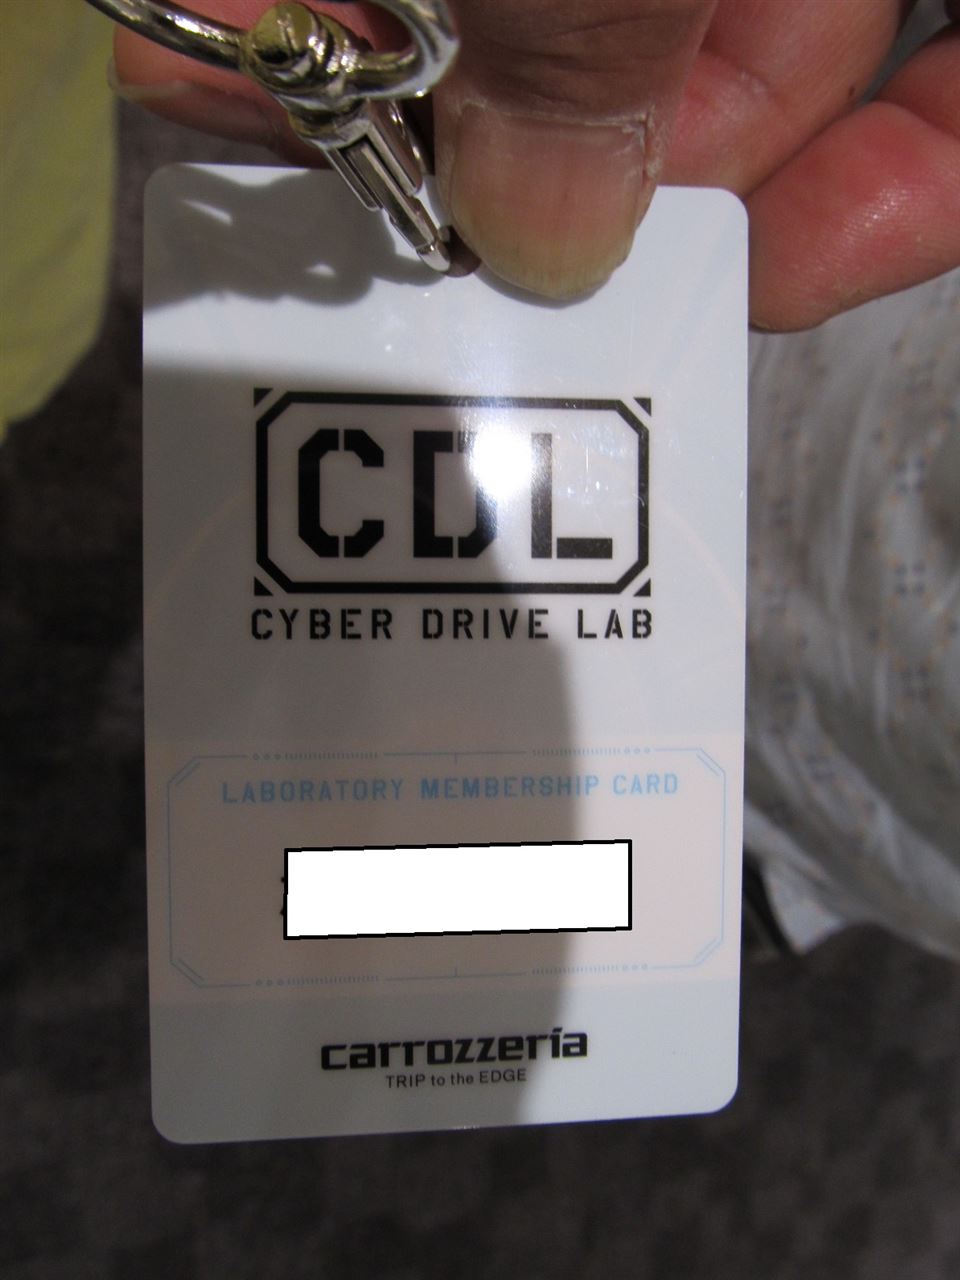 CDL
CYBER DRIVE LAB
LABORATORY MEMBERSHIP CARD
carrozzeria
TRIP to the EDGE